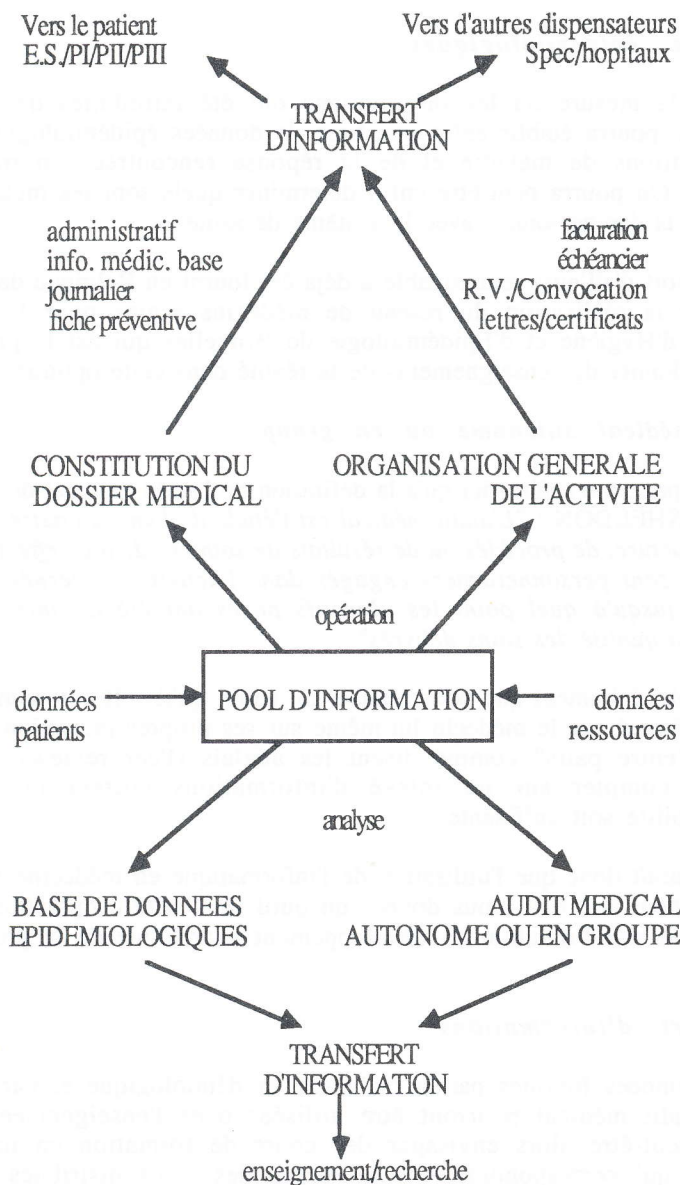 Vers le patient
E.S./PI/PII/PIII
Vers d'autres dispensateurs
Spec/hopitaux
TRANSFERT
D'INFORMATION
administratif
info. médic. base
journalier
fiche préventive
facturation
échéancier
R.V./Convocation
lettres/certificats
CONSTITUTION DU
DOSSIER MEDICAL
ORGANISATION GENERALE
DE L'ACTIVITE
opération
données
patients
POOL D'INFORMATION
données
ressources
analyse
BASE DE DONNEES
EPIDEMIOLOGIQUES
AUDIT MEDICAL
AUTONOME OU EN GROUPE
TRANSFERT
D'INFORMATION
enseignement/recherche